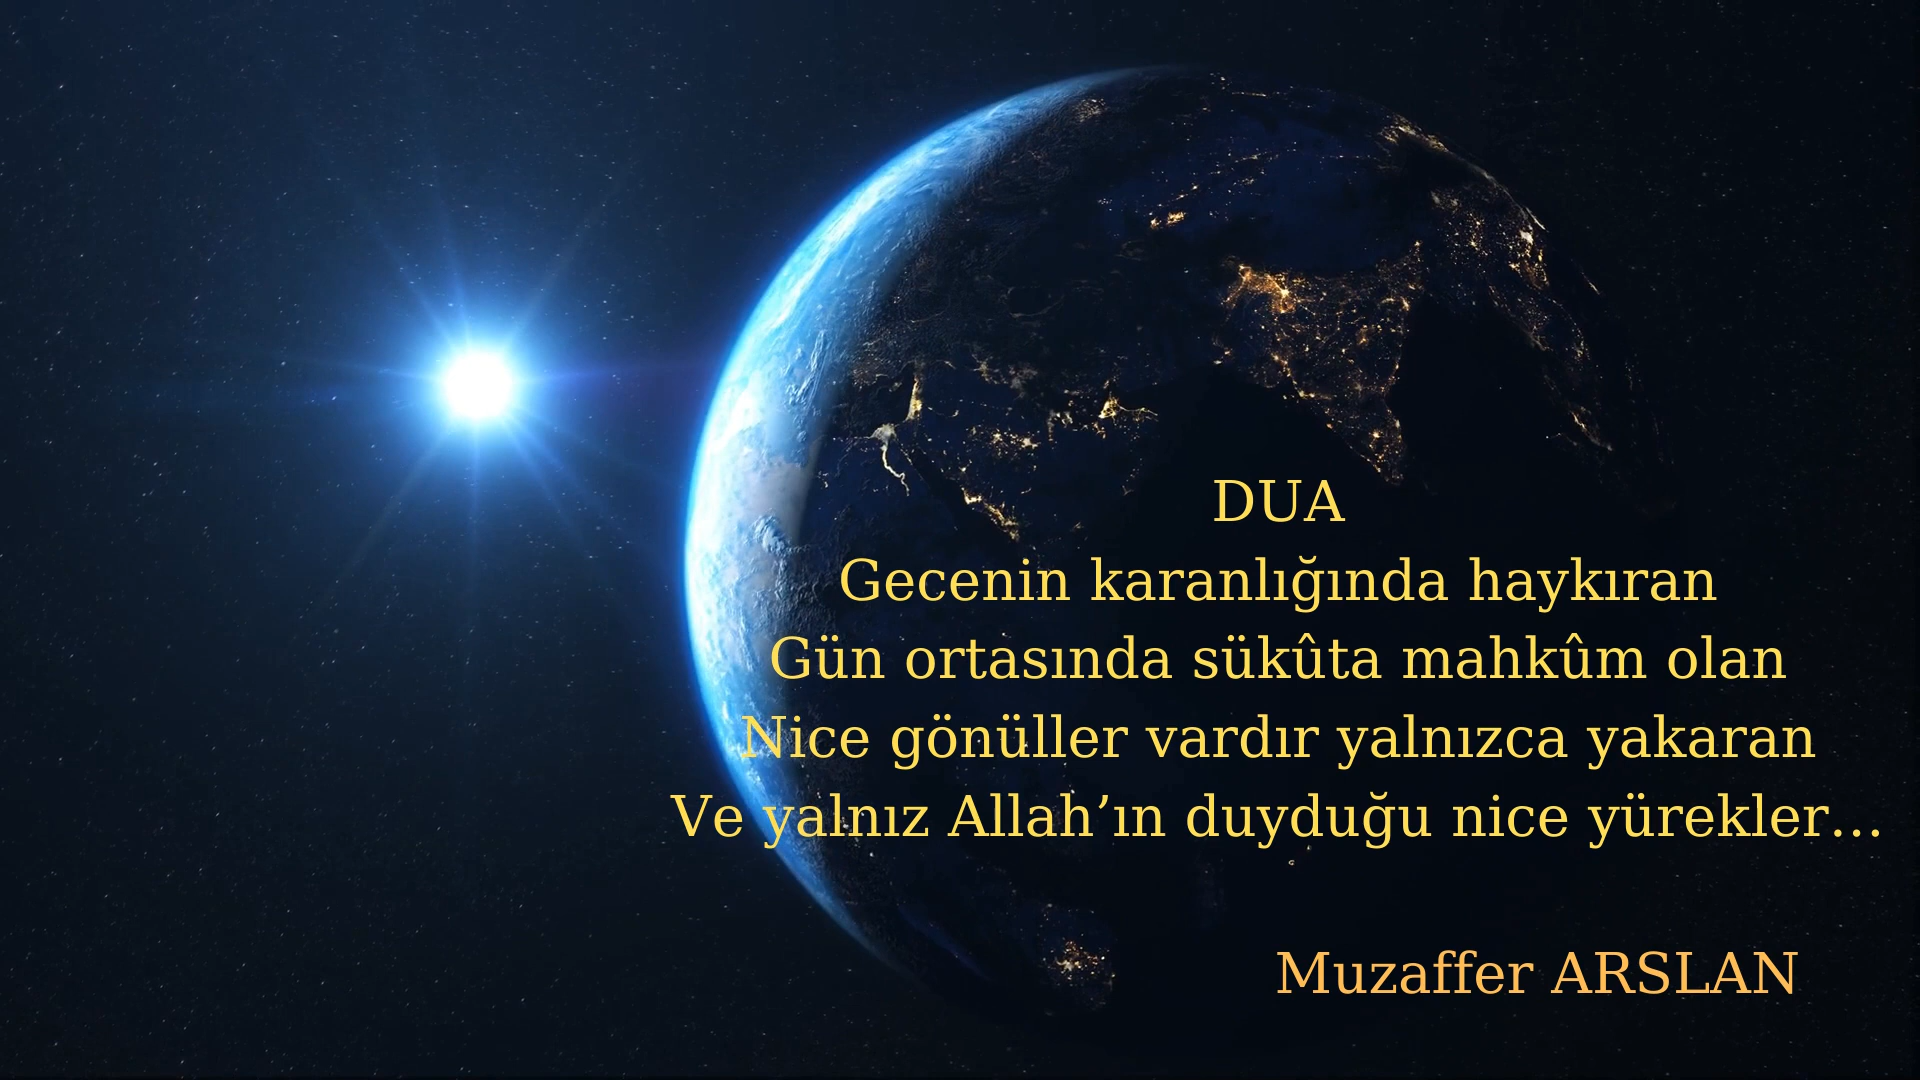 DUA
Gecenin karanlığında haykıran
Gün ortasında sükûta mahkûm olan
Nice gönüller vardır yalnızca yakaran
Ve yalnız Allah’ın duyduğu nice yürekler…
Muzaffer ARSLAN